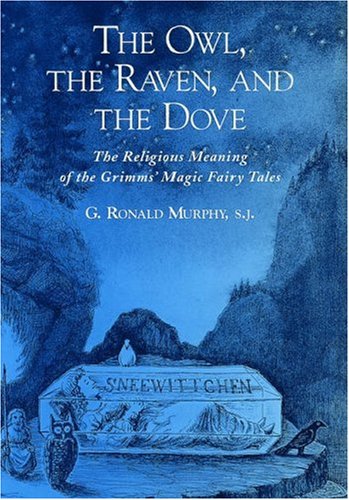 THE OWL,
THE RAVEN, AND
THE DOVE
The Religious Meaning
of the Grimms' Magic Fairy Tales
G. RONALD MURPHY, S.J.
SNEEWITTCHEN